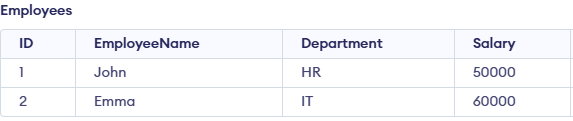 Employees
ID EmployeeName Department Salary
1 John HR 50000
2 Emma IT 60000